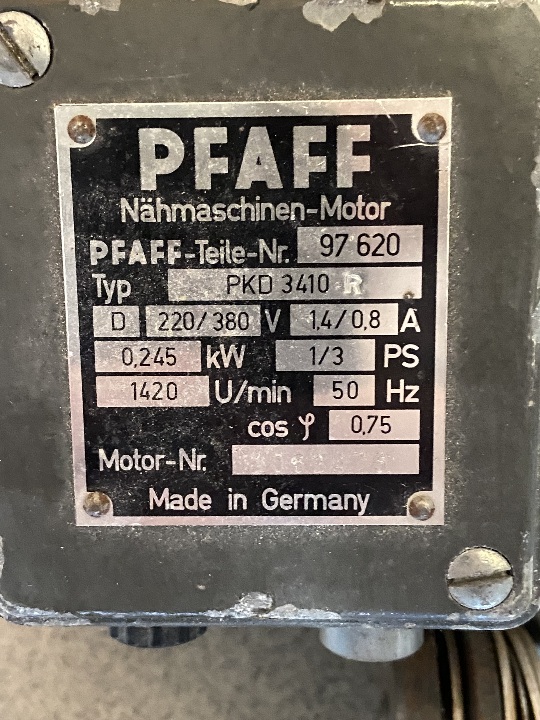 PFAFF
Nähmaschinen-Motor
PFAFF-Teile-Nr. 97 620
Typ PKD 3410 R
D 220/380 V 1,4/0,8 A
0,245 kW 1/3 PS
1420 U/min 50 Hz
cos φ 0,75
Motor-Nr.
Made in Germany